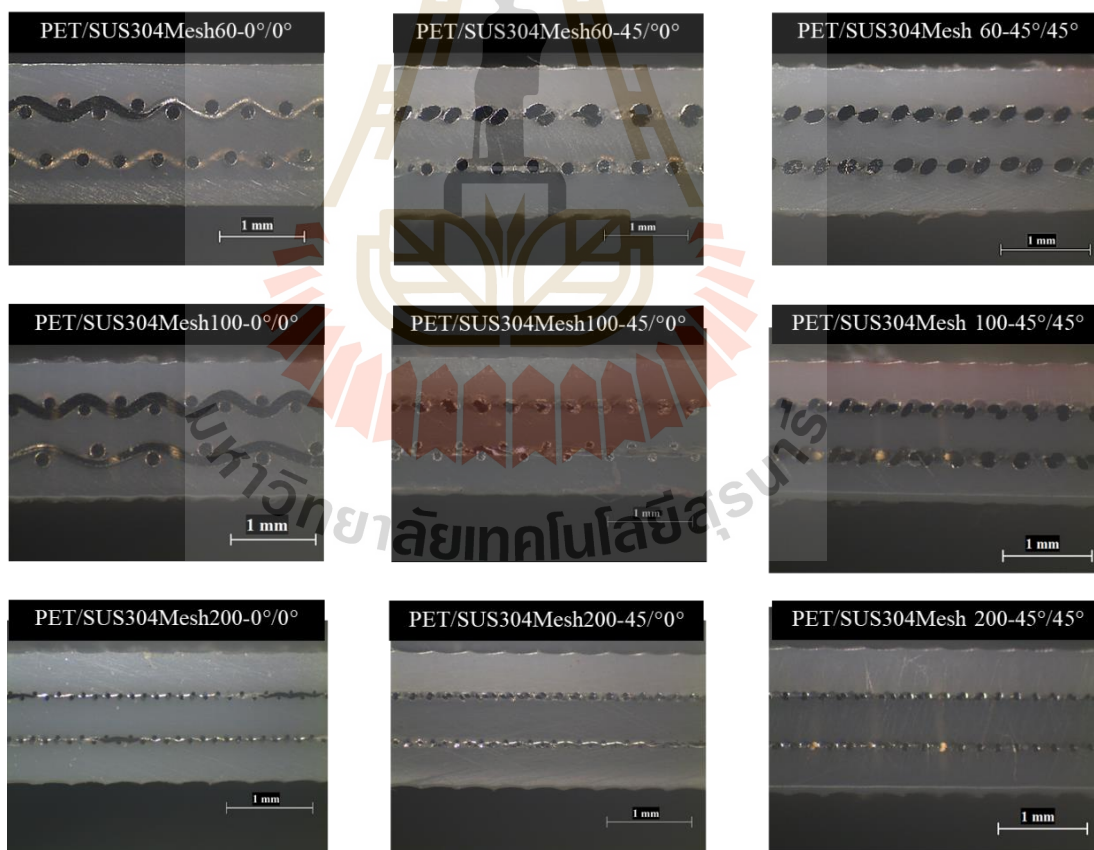 PET/SUS304Mesh60-0°/0°
PET/SUS304Mesh60-45/°0°
PET/SUS304Mesh 60-45°/45°
1 mm
1 mm
1 mm
PET/SUS304Mesh100-0°/0°
PET/SUS304Mesh100-45/°0°
PET/SUS304Mesh 100-45°/45°
1 mm
1 mm
1 mm
มหาวิทยาลัยเทคโนโลยีสุรนารี
PET/SUS304Mesh200-0°/0°
PET/SUS304Mesh200-45/°0°
PET/SUS304Mesh 200-45°/45°
1 mm
1 mm
1 mm